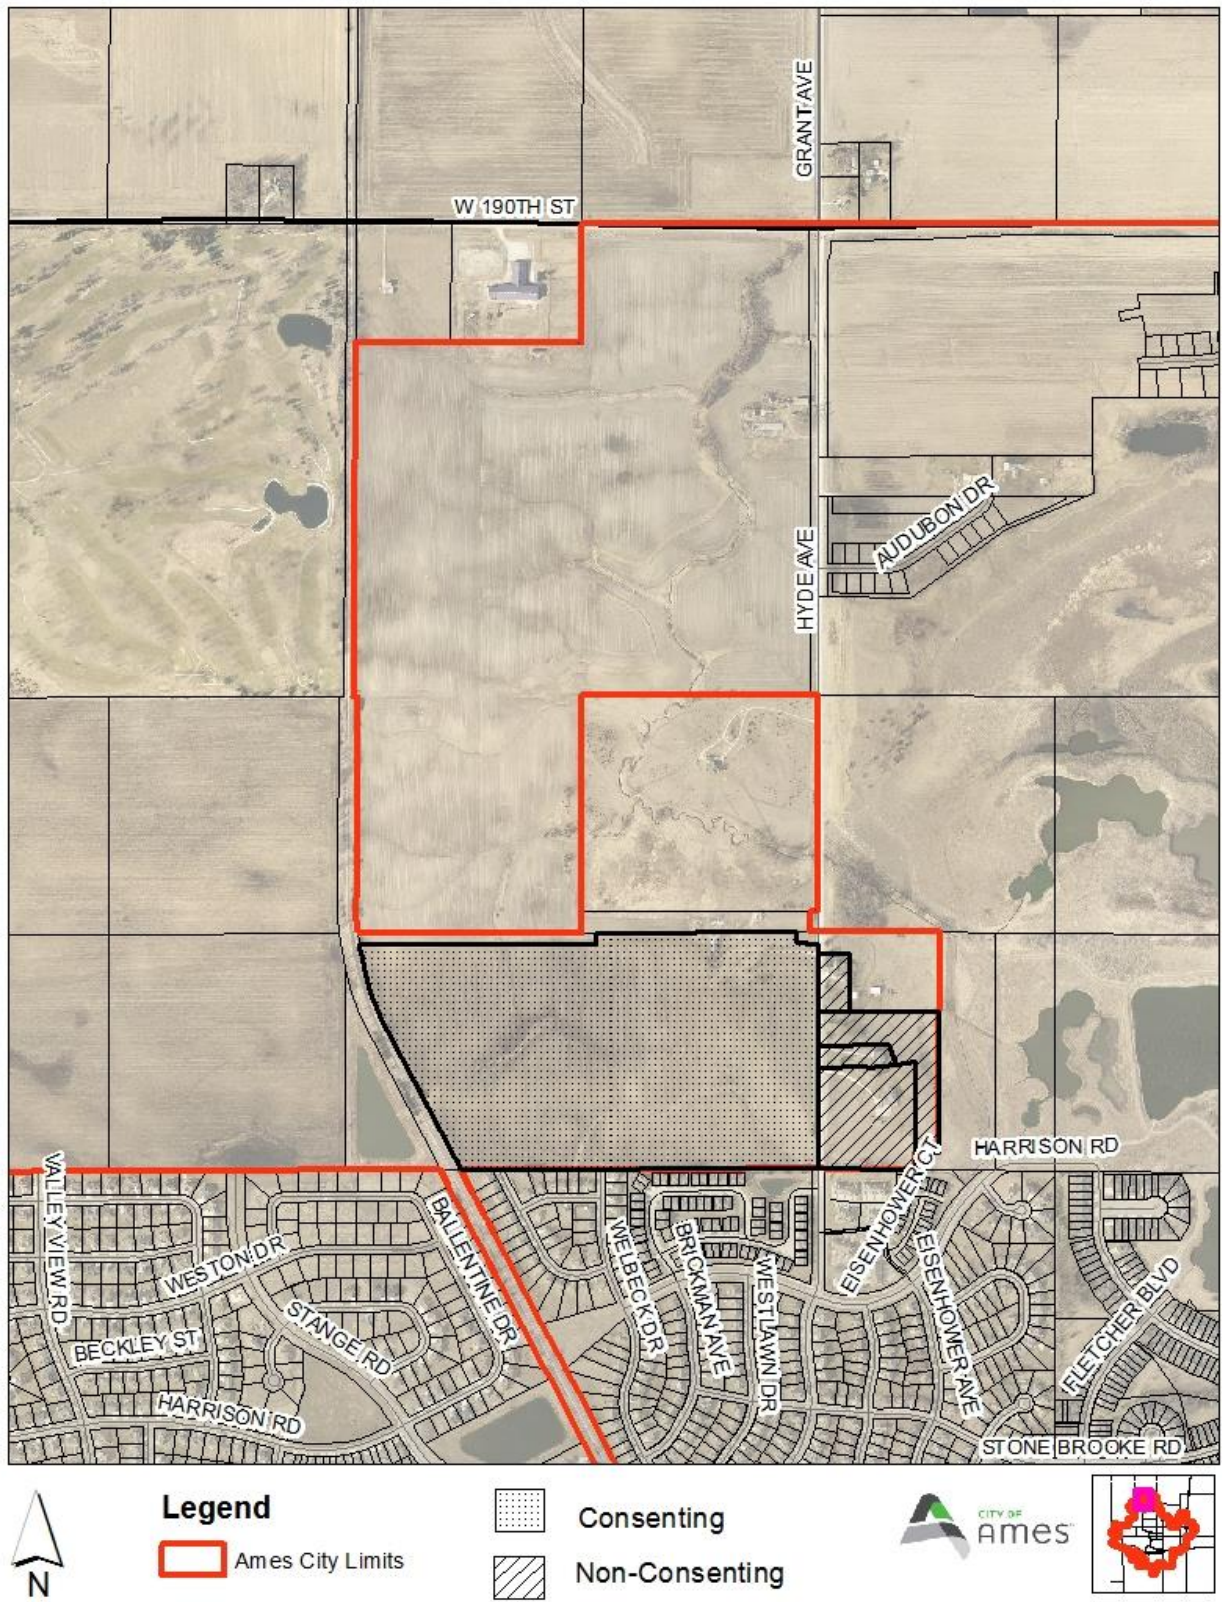 GRANT AVE
W 190TH ST
AUDUBON DR
HYDE AVE
HARRISON RD
VALLEY VIEW RD
WESTON DR
BALLENTINE DR
WELBECK DR
BRICKMAN AVE
WESTLAWN DR
EISENHOWER CT
EISENHOWER AVE
FLETCHER BLVD
STANGE RD
BECKLEY ST
HARRISON RD
STONE BROOKE RD
N
Legend
Ames City Limits
Consenting
Non-Consenting
CITY OF
Ames™